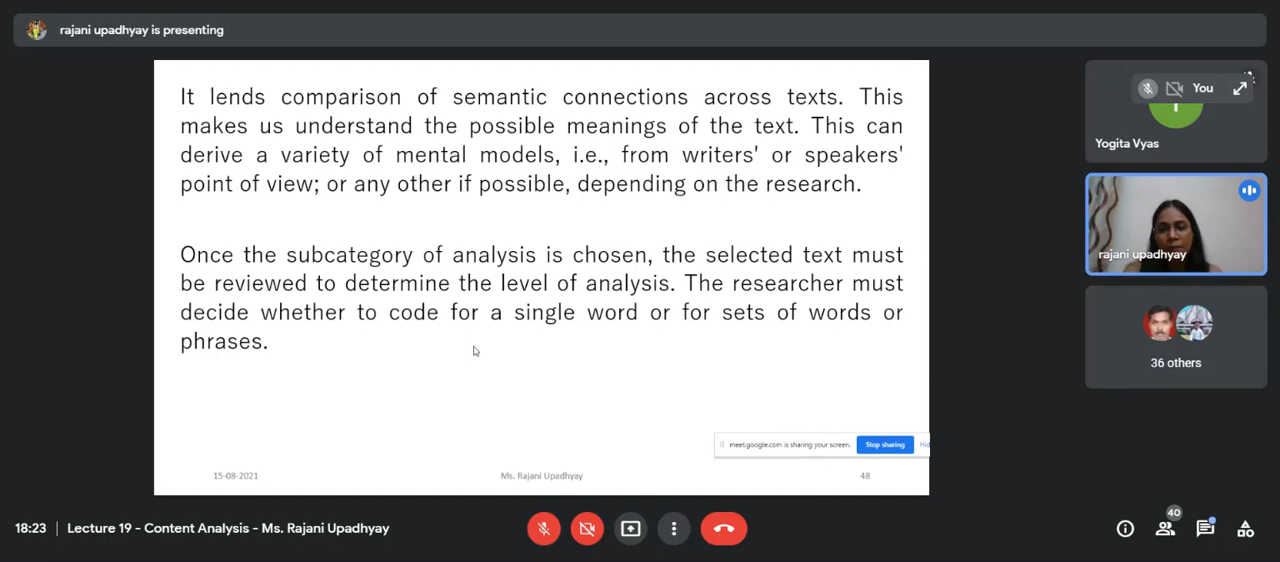 rajani upadhyay is presenting
It lends comparison of semantic connections across texts. This
makes us understand the possible meanings of the text. This can
derive a variety of mental models, i.e., from writers' or speakers'
point of view; or any other if possible, depending on the research.
Once the subcategory of analysis is chosen, the selected text must
be reviewed to determine the level of analysis. The researcher must
decide whether to code for a single word or for sets of words or
phrases.
meet.google.com is sharing your screen. Stop sharing
15-08-2021 Ms. Rajani Upadhyay 48
You
Yogita Vyas
rajani upadhyay
36 others
18:23 Lecture 19 - Content Analysis - Ms. Rajani Upadhyay
40